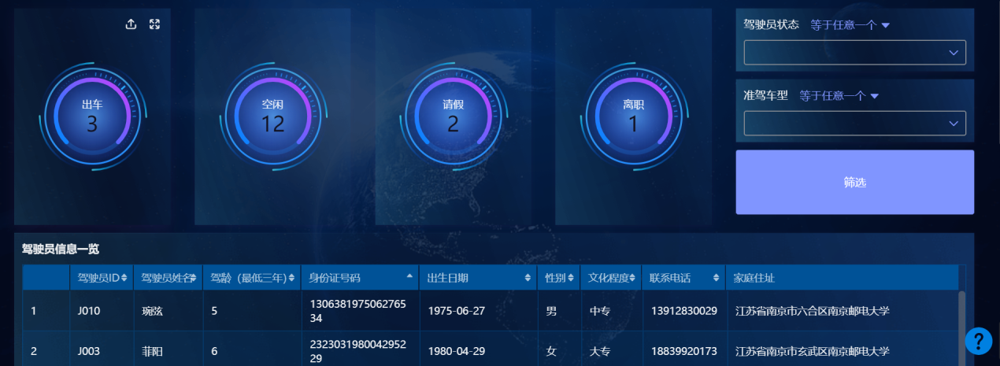 出车
3
空闲
12
请假
2
离职
1
驾驶员状态 等于任意一个
准驾车型 等于任意一个
筛选
驾驶员信息一览
驾驶员ID 驾驶员姓名 驾龄（最低三年） 身份证号码 出生日期 性别 文化程度 联系电话 家庭住址
1 J010 琬弦 5 1306381975062765
34 1975-06-27 男 中专 13912830029 江苏省南京市六合区南京邮电大学
2 J003 菲阳 6 2323031980042952
29 1980-04-29 女 大专 18839920173 江苏省南京市玄武区南京邮电大学
?